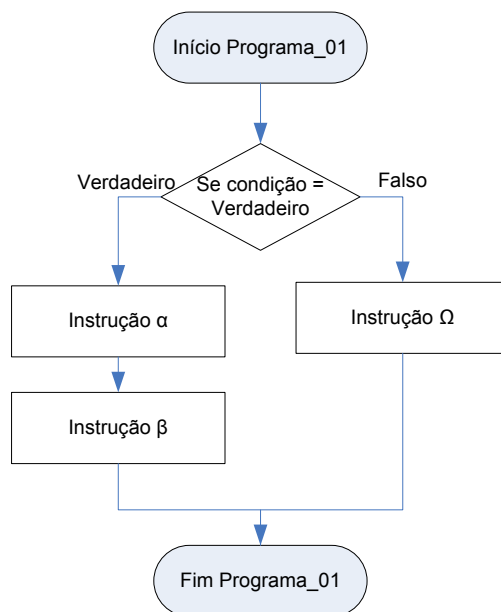 Início Programa_01
Se condição =
Verdadeiro
Verdadeiro
Falso
Instrução α
Instrução Ω
Instrução β
Fim Programa_01